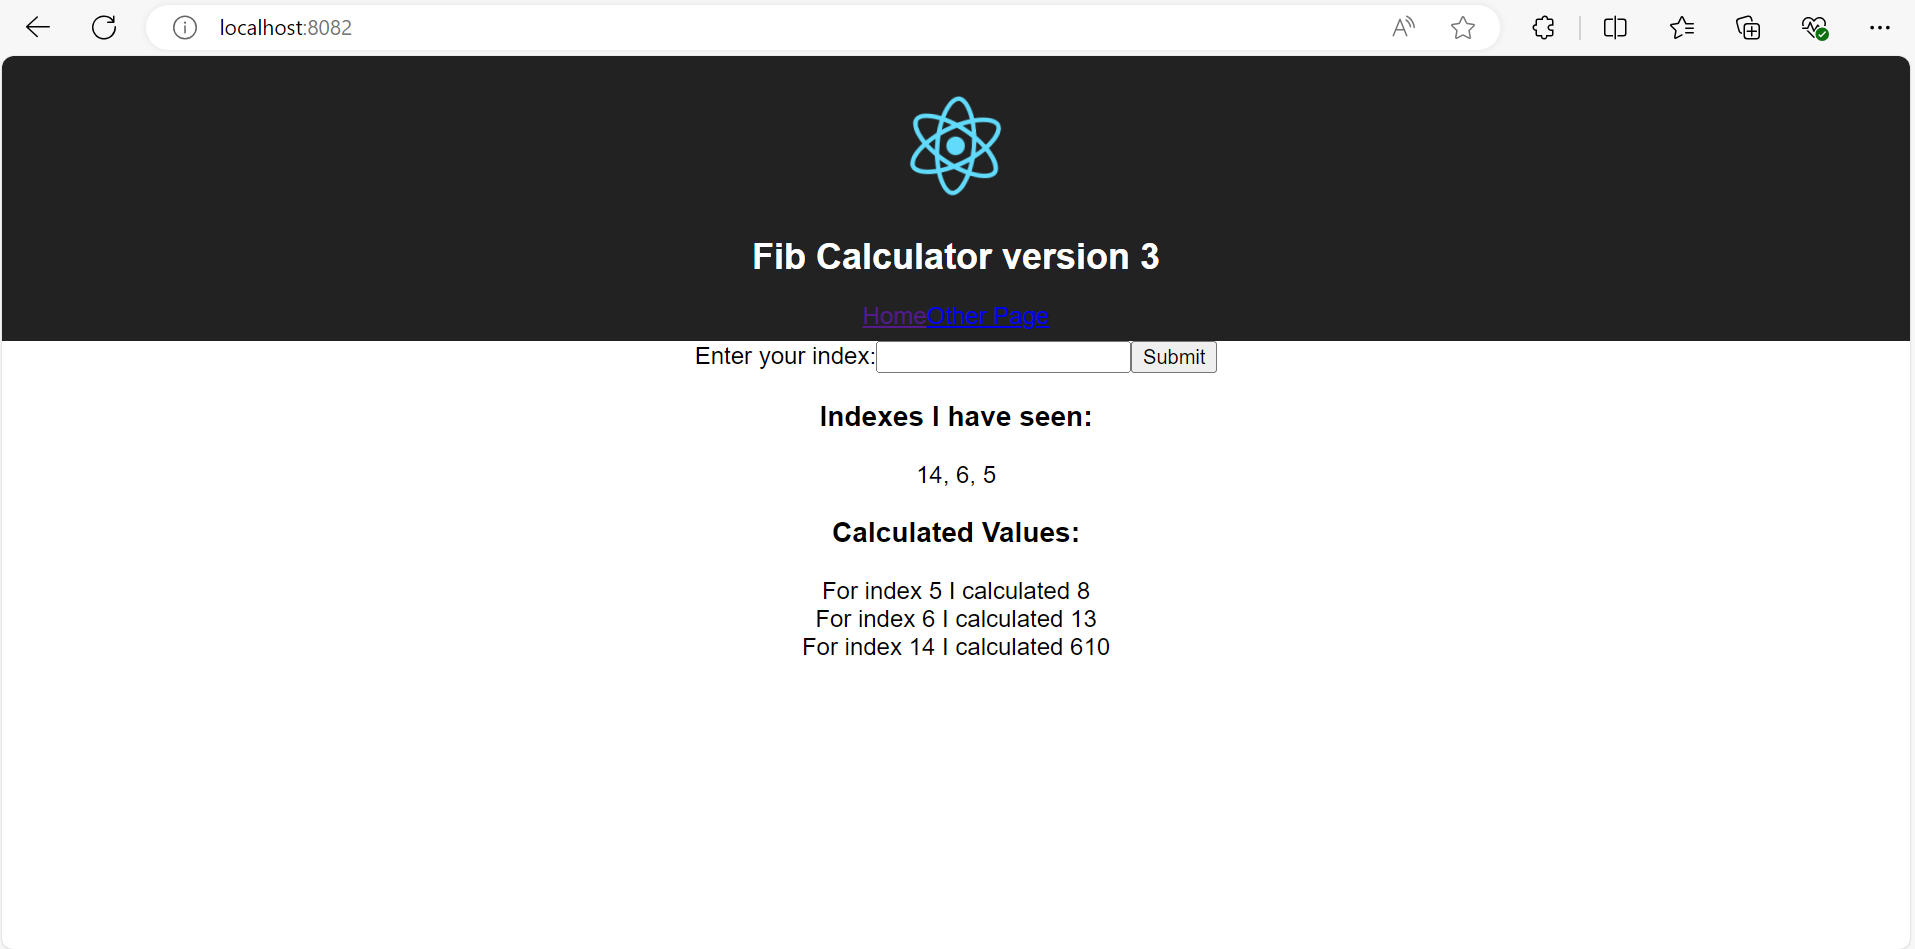 localhost:8082
Fib Calculator version 3
HomeOther Page
Enter your index: Submit
Indexes I have seen:
14, 6, 5
Calculated Values:
For index 5 I calculated 8
For index 6 I calculated 13
For index 14 I calculated 610